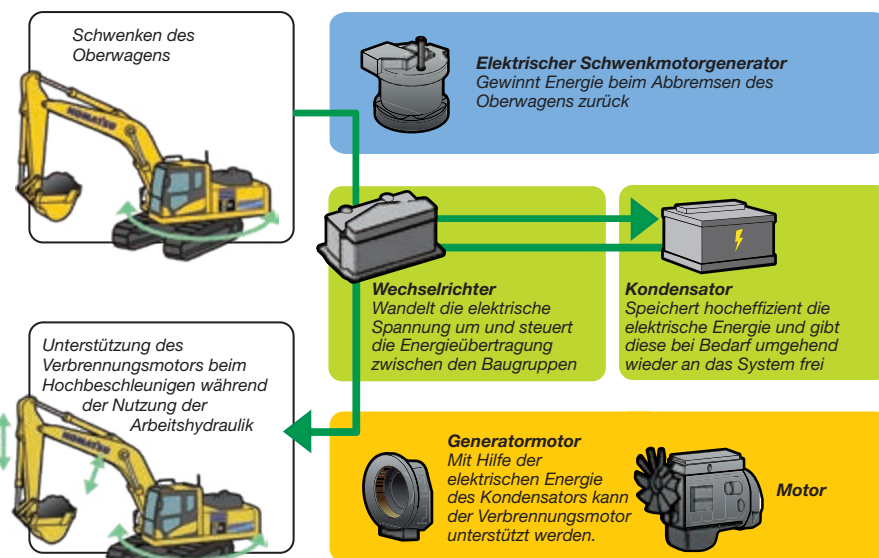 Schwenken des
Oberwagens
KOMATSU
Elektrischer Schwenkmotorgenerator
Gewinnt Energie beim Abbremsen des
Oberwagens zurück
Wechselrichter
Wandelt die elektrische
Spannung um und steuert
die Energieübertragung
zwischen den Baugruppen
Kondensator
Speichert hocheffizient die
elektrische Energie und gibt
diese bei Bedarf umgehend
wieder an das System frei
Unterstützung des
Verbrennungsmotors beim
Hochbeschleunigen während
der Nutzung der
Arbeitshydraulik
KOMATSU
Generatormotor
Mit Hilfe der
elektrischen Energie
des Kondensators kann
der Verbrennungsmotor
unterstützt werden.
Motor